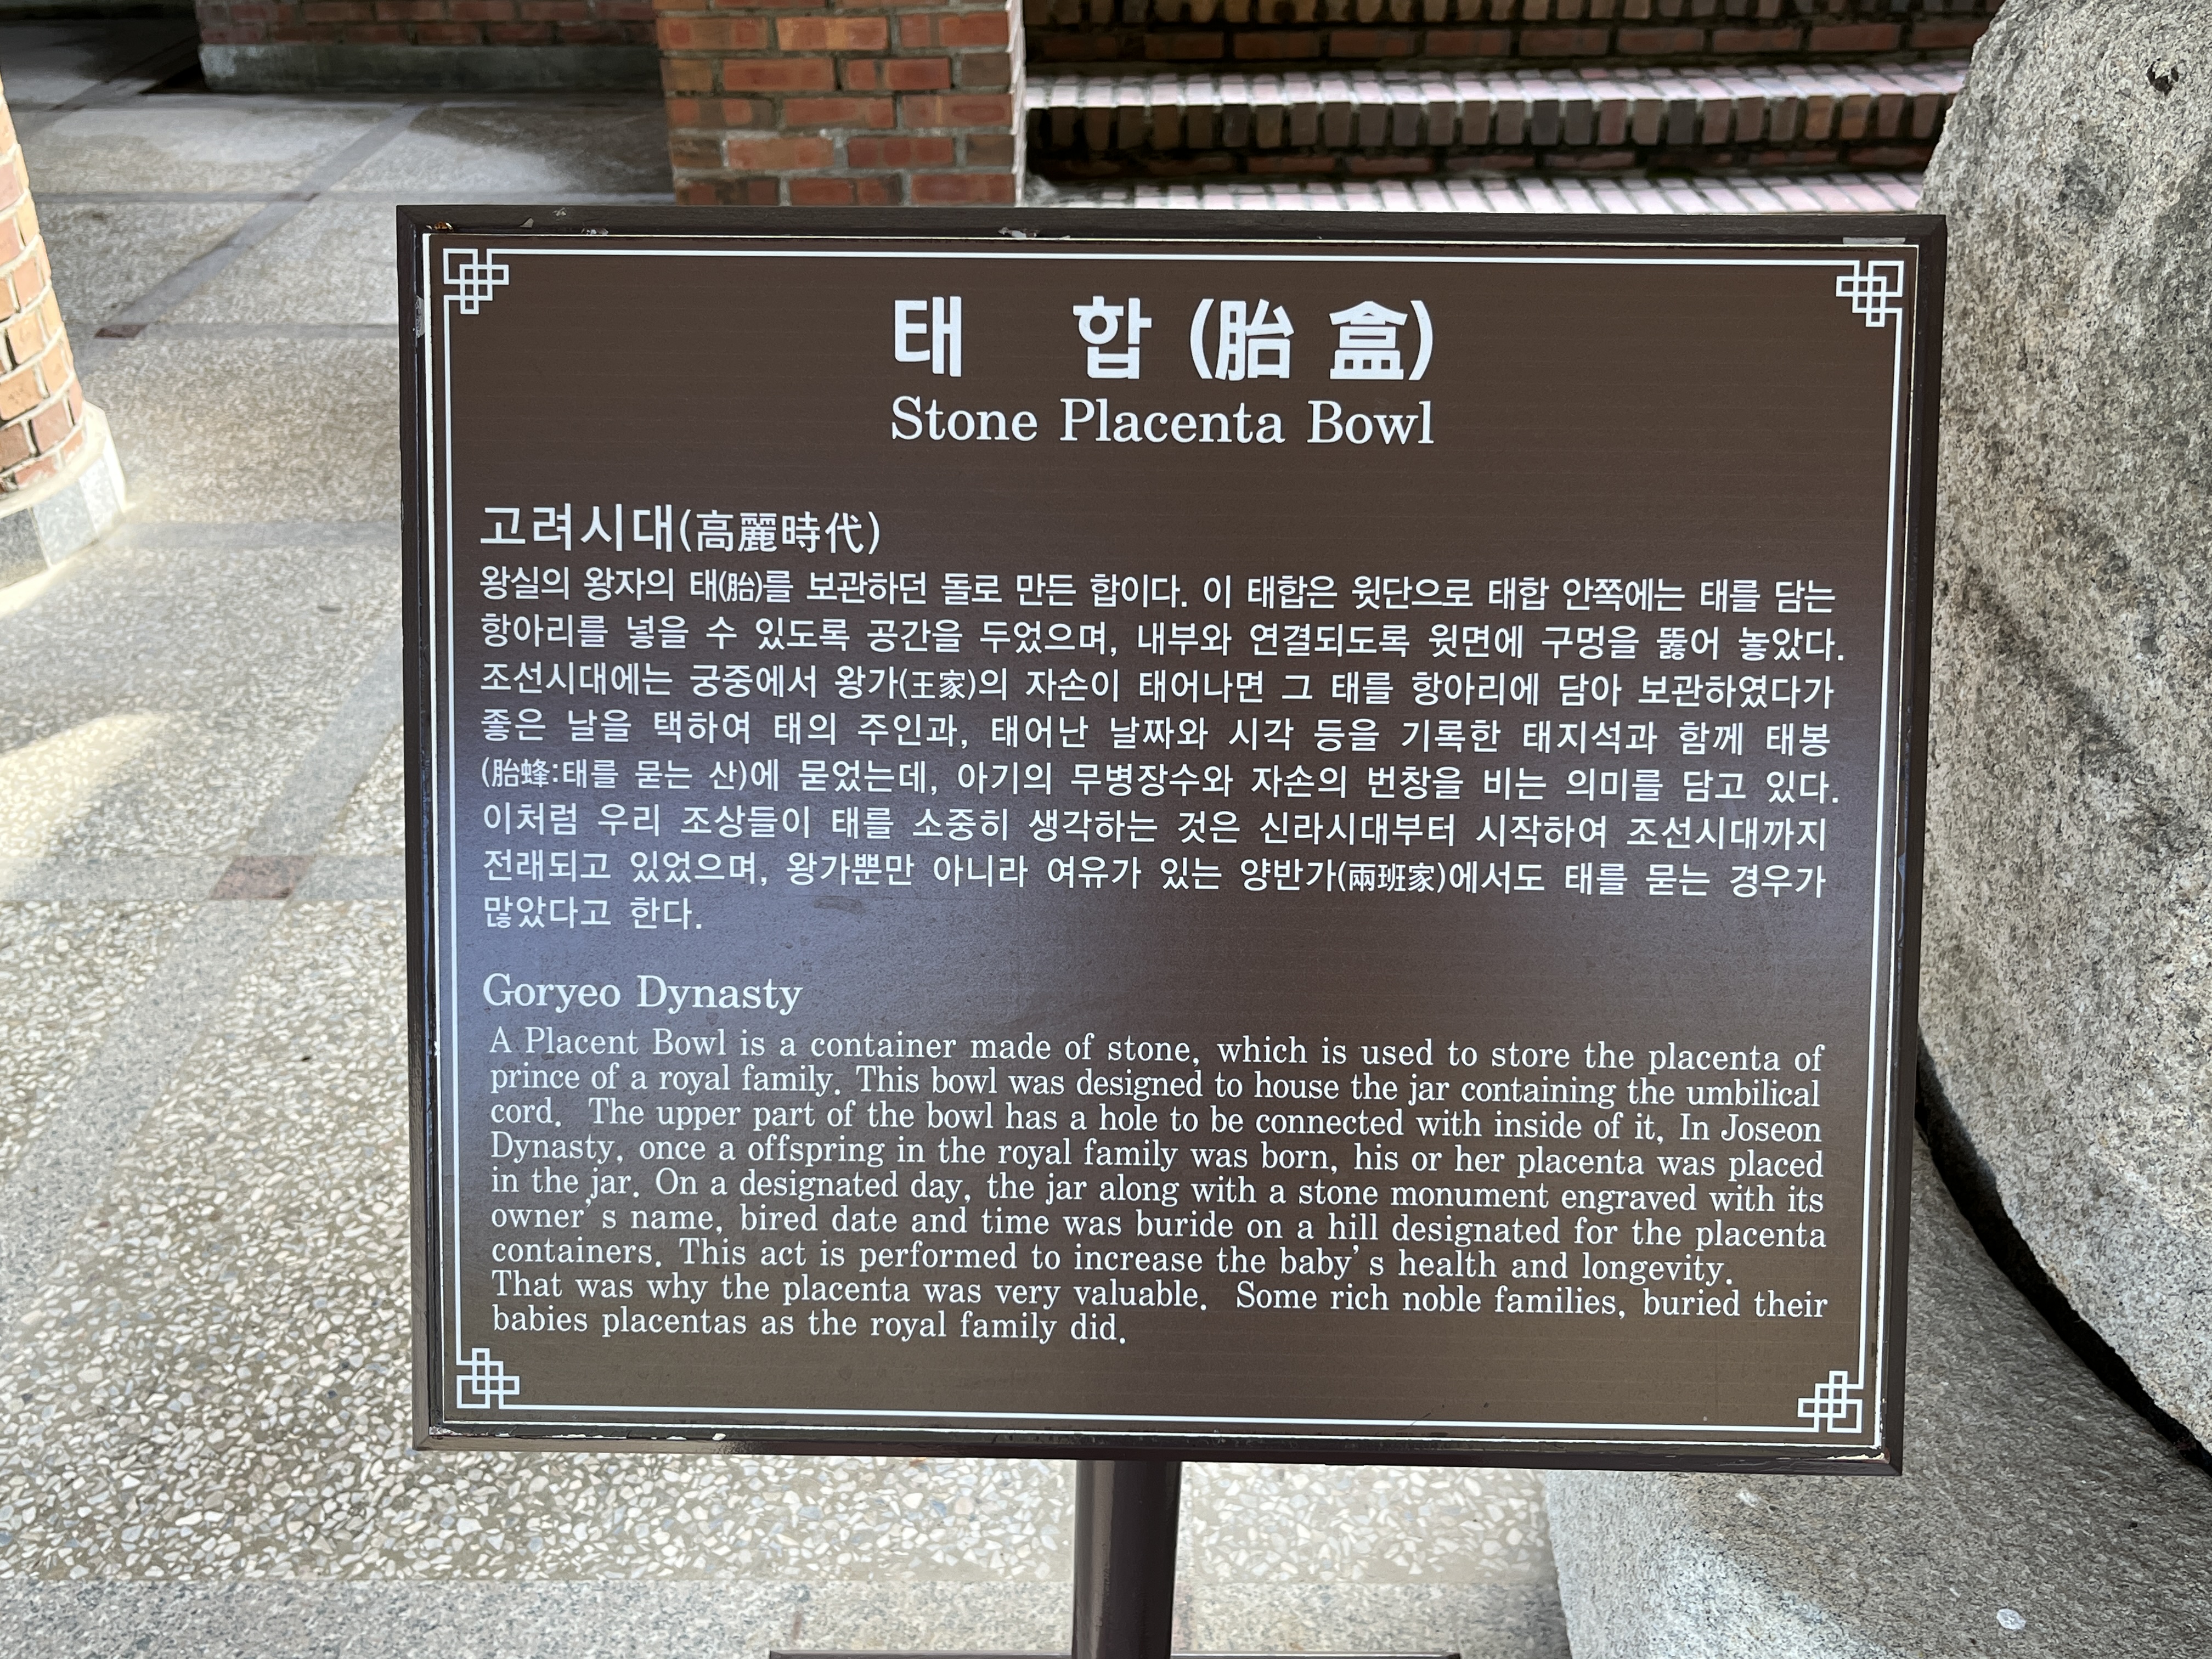 태 합 (胎 盒)
Stone Placenta Bowl
고려시대(高麗時代)
왕실의 왕자의 태(胎)를 보관하던 돌로 만든 합이다. 이 태합은 윗단으로 태합 안쪽에는 태를 담는
항아리를 넣을 수 있도록 공간을 두었으며, 내부와 연결되도록 윗면에 구멍을 뚫어 놓았다.
조선시대에는 궁중에서 왕가(王家)의 자손이 태어나면 그 태를 항아리에 담아 보관하였다가
좋은 날을 택하여 태의 주인과, 태어난 날짜와 시각 등을 기록한 태지석과 함께 태봉
(胎蜂:태를 묻는 산)에 묻었는데, 아기의 무병장수와 자손의 번창을 비는 의미를 담고 있다.
이처럼 우리 조상들이 태를 소중히 생각하는 것은 신라시대부터 시작하여 조선시대까지
전래되고 있었으며, 왕가뿐만 아니라 여유가 있는 양반가(兩班家)에서도 태를 묻는 경우가
많았다고 한다.
Goryeo Dynasty
A Placent Bowl is a container made of stone, which is used to store the placenta of
prince of a royal family. This bowl was designed to house the jar containing the umbilical
cord. The upper part of the bowl has a hole to be connected with inside of it, In Joseon
Dynasty, once a offspring in the royal family was born, his or her placenta was placed
in the jar. On a designated day, the jar along with a stone monument engraved with its
owner's name, bired date and time was buride on a hill designated for the placenta
containers. This act is performed to increase the baby's health and longevity.
That was why the placenta was very valuable. Some rich noble families, buried their
babies placentas as the royal family did.